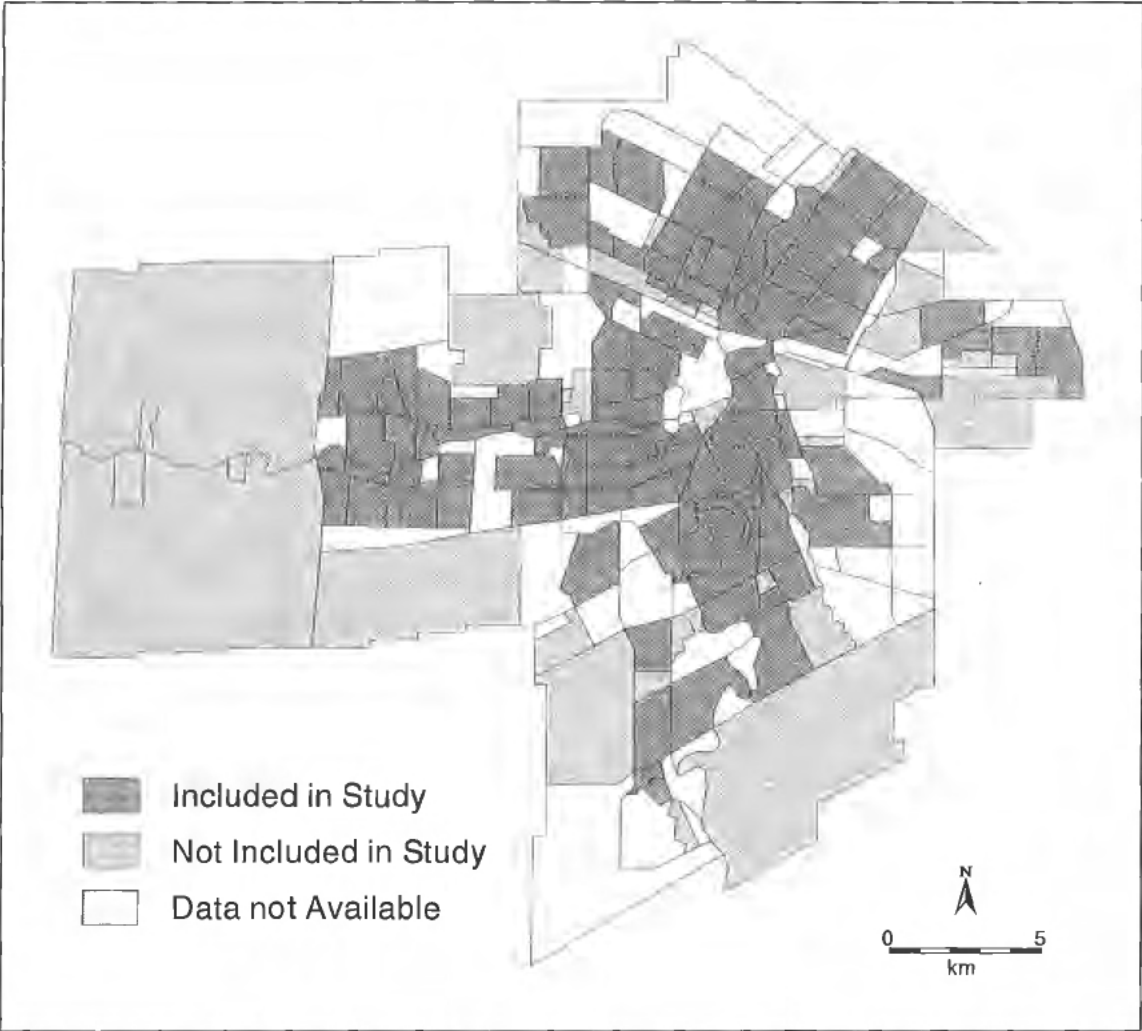 Included in Study
Not Included in Study
Data not Available
N
0 5
km